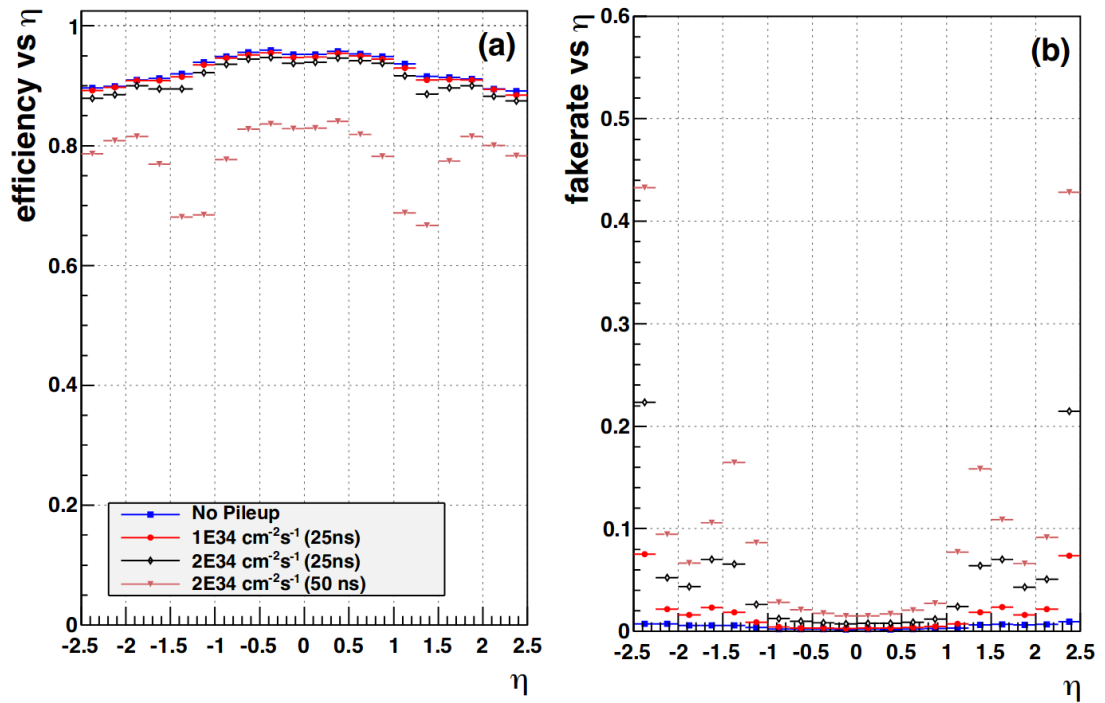 efficiency vs η
(a)
1
0.8
0.6
0.4
0.2
0
No Pileup
1E34 cm⁻²s⁻¹ (25ns)
2E34 cm⁻²s⁻¹ (25ns)
2E34 cm⁻²s⁻¹ (50 ns)
-2.5 -2 -1.5 -1 -0.5 0 0.5 1 1.5 2 2.5
η
fakerate vs η
(b)
0.6
0.5
0.4
0.3
0.2
0.1
0
-2.5 -2 -1.5 -1 -0.5 0 0.5 1 1.5 2 2.5
η